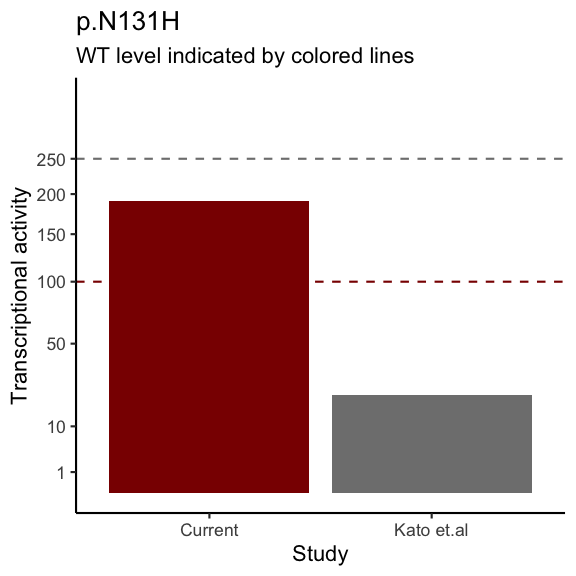 p.N131H
WT level indicated by colored lines
Transcriptional activity
250
200
150
100
50
10
1
Current
Kato et.al
Study